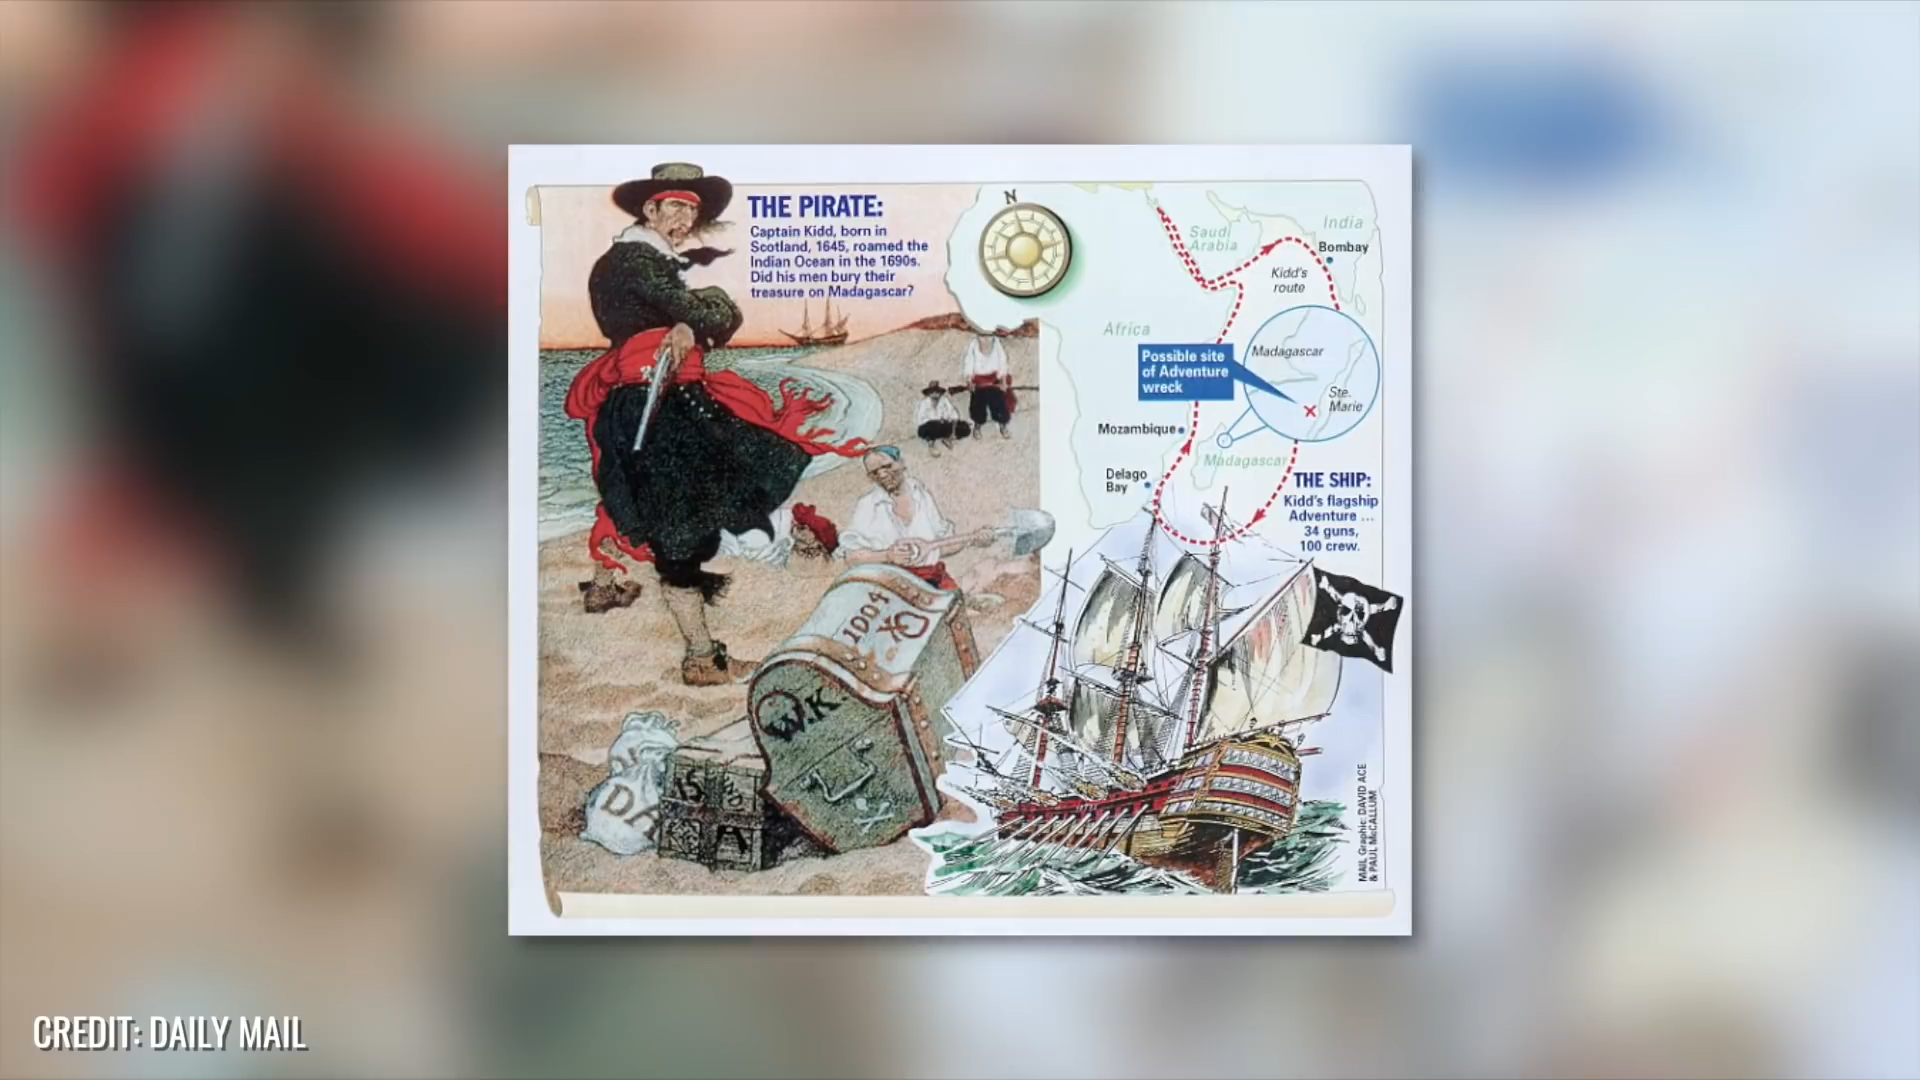 THE PIRATE:
Captain Kidd, born in
Scotland, 1645, roamed the
Indian Ocean in the 1690s.
Did his men bury their
treasure on Madagascar?
N
Saudi
Arabia
India
Bombay
Kidd's
route
Africa
Possible site
of Adventure
wreck
Madagascar
Ste.
Marie
Mozambique
Madagascar
Delago
Bay
THE SHIP:
Kidd's flagship
Adventure ...
34 guns,
100 crew.
1004
W.K.
DA
15
A
MAIL Graphic: DAVID ACE
& PAUL McCALLUM
CREDIT: DAILY MAIL